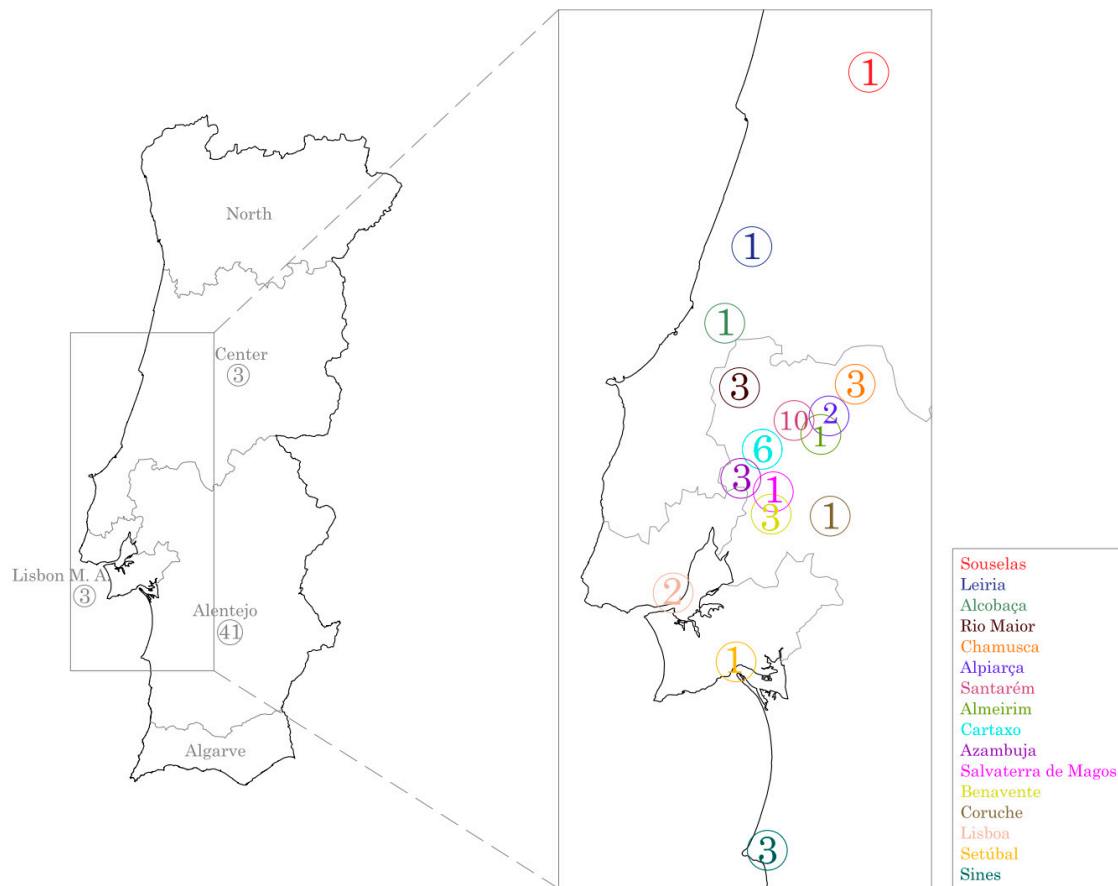 North
Center
3
Lisbon M. A.
3
Alentejo
41
Algarve
1
1
1
3
3
10
2
1
6
3
1
3
1
2
1
3
Souselas
Leiria
Alcobaça
Rio Maior
Chamusca
Alpiarça
Santarém
Almeirim
Cartaxo
Azambuja
Salvaterra de Magos
Benavente
Coruche
Lisboa
Setúbal
Sines